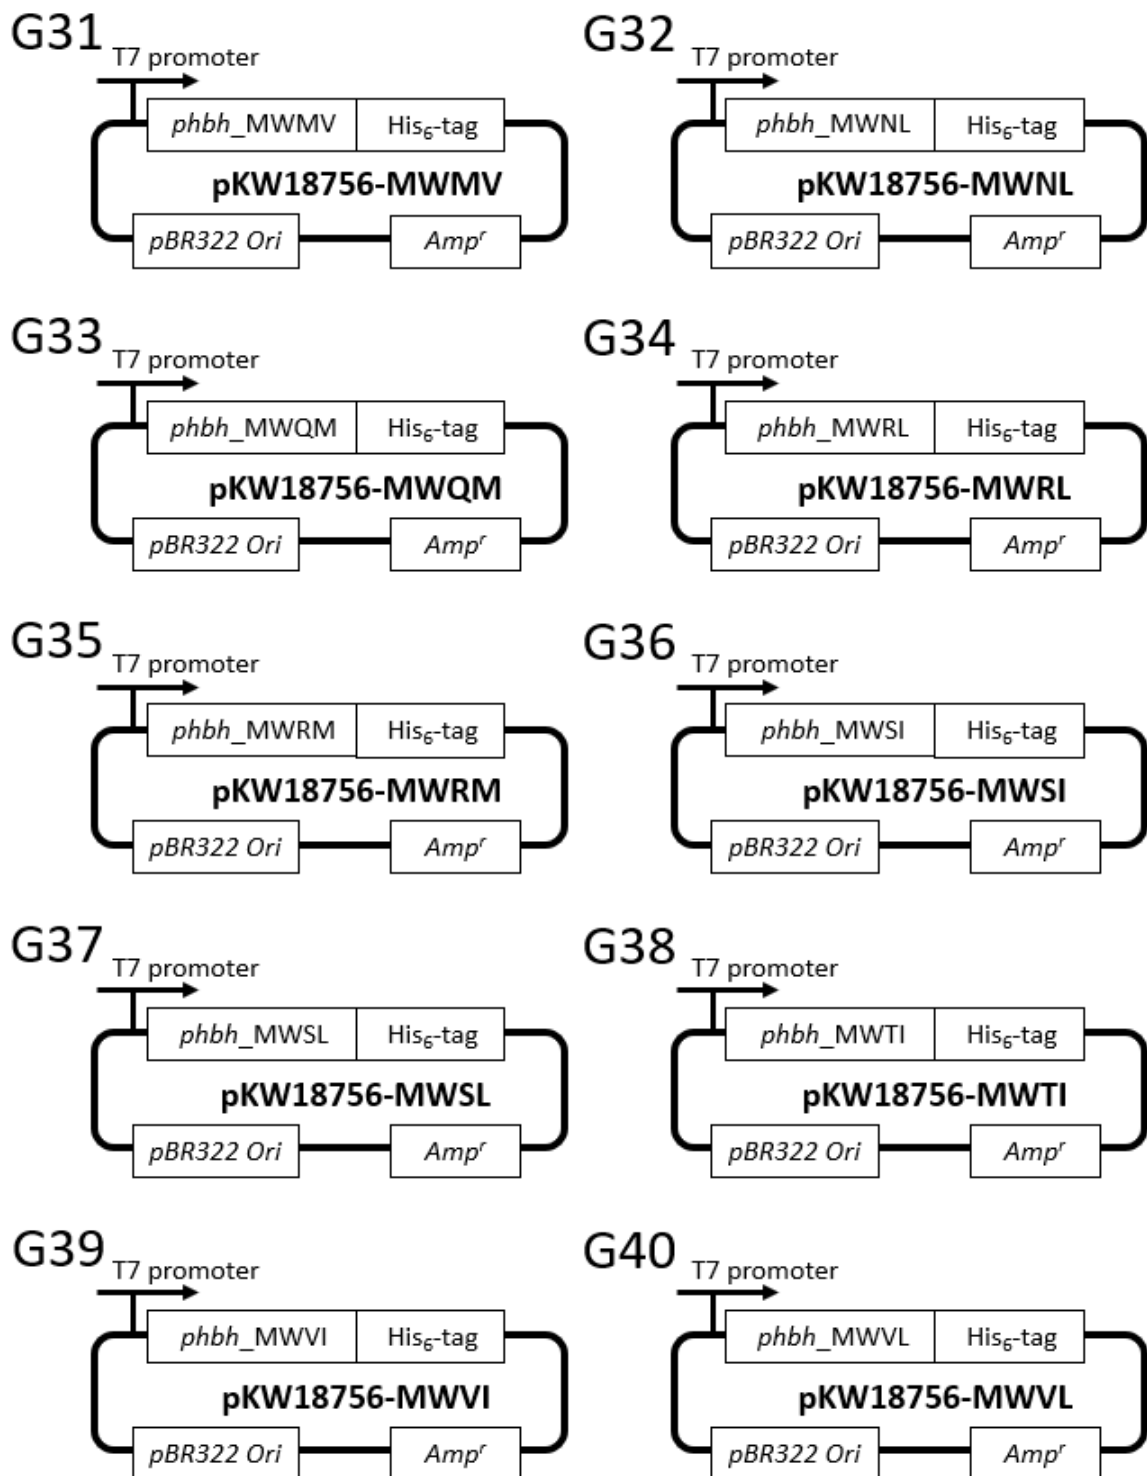 G31
T7 promoter
phbh_MWMV His₆-tag
pKW18756-MWMV
pBR322 Ori Ampʳ
G32
T7 promoter
phbh_MWNL His₆-tag
pKW18756-MWNL
pBR322 Ori Ampʳ
G33
T7 promoter
phbh_MWQM His₆-tag
pKW18756-MWQM
pBR322 Ori Ampʳ
G34
T7 promoter
phbh_MWRL His₆-tag
pKW18756-MWRL
pBR322 Ori Ampʳ
G35
T7 promoter
phbh_MWRM His₆-tag
pKW18756-MWRM
pBR322 Ori Ampʳ
G36
T7 promoter
phbh_MWSI His₆-tag
pKW18756-MWSI
pBR322 Ori Ampʳ
G37
T7 promoter
phbh_MWSL His₆-tag
pKW18756-MWSL
pBR322 Ori Ampʳ
G38
T7 promoter
phbh_MWTI His₆-tag
pKW18756-MWTI
pBR322 Ori Ampʳ
G39
T7 promoter
phbh_MWVI His₆-tag
pKW18756-MWVI
pBR322 Ori Ampʳ
G40
T7 promoter
phbh_MWVL His₆-tag
pKW18756-MWVL
pBR322 Ori Ampʳ